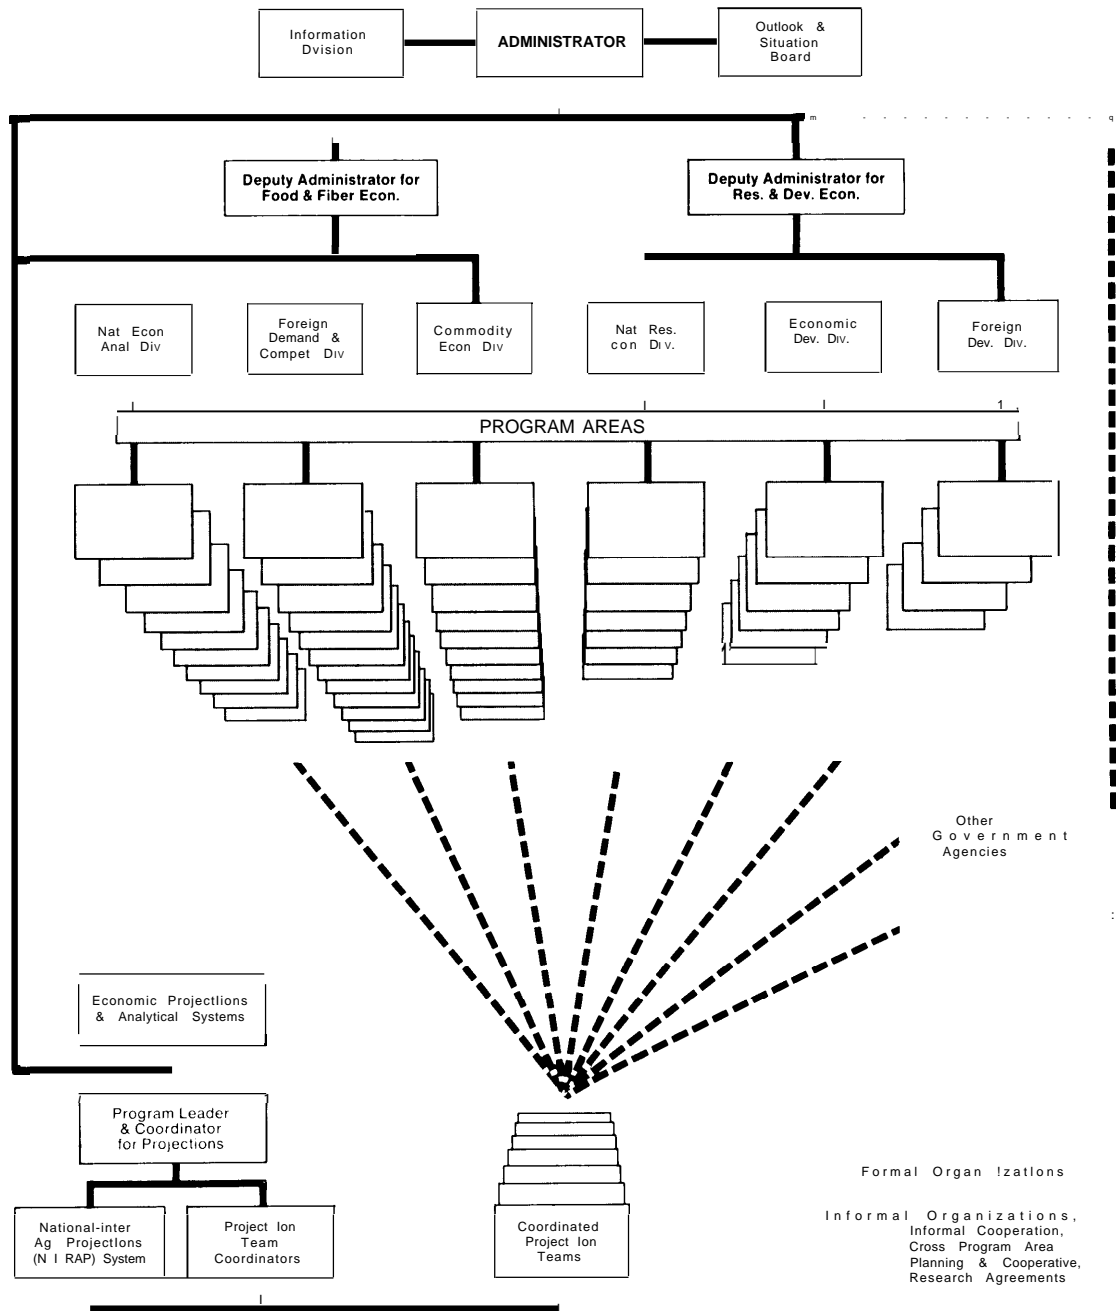 Information
Dvision
ADMINISTRATOR
Outlook &
Situation
Board
Deputy Administrator for
Food & Fiber Econ.
Deputy Administrator for
Res. & Dev. Econ.
Nat Econ
Anal Div
Foreign
Demand &
Compet Div
Commodity
Econ Div
Nat Res.
con Div.
Economic
Dev. Div.
Foreign
Dev. Div.
PROGRAM AREAS
Other
Government
Agencies
Economic Projectlions
& Analytical Systems
Program Leader
& Coordinator
for Projections
National-inter
Ag Projections
(N I RAP) System
Project Ion
Team
Coordinators
Coordinated
Project Ion
Teams
Formal Organ !zatlons
Informal Organizations,
Informal Cooperation,
Cross Program Area
Planning & Cooperative,
Research Agreements